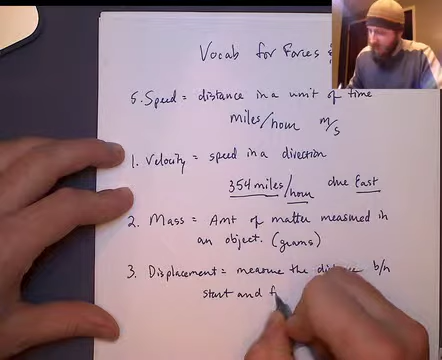 Vocab for Forces
5. Speed = distance in a unit of time
miles/hour m/s
1. Velocity = speed in a direction
354 miles/hour due East
2. Mass = Amt of matter measured in
an object. (grams)
3. Displacement = measure the distance b/n
start and f